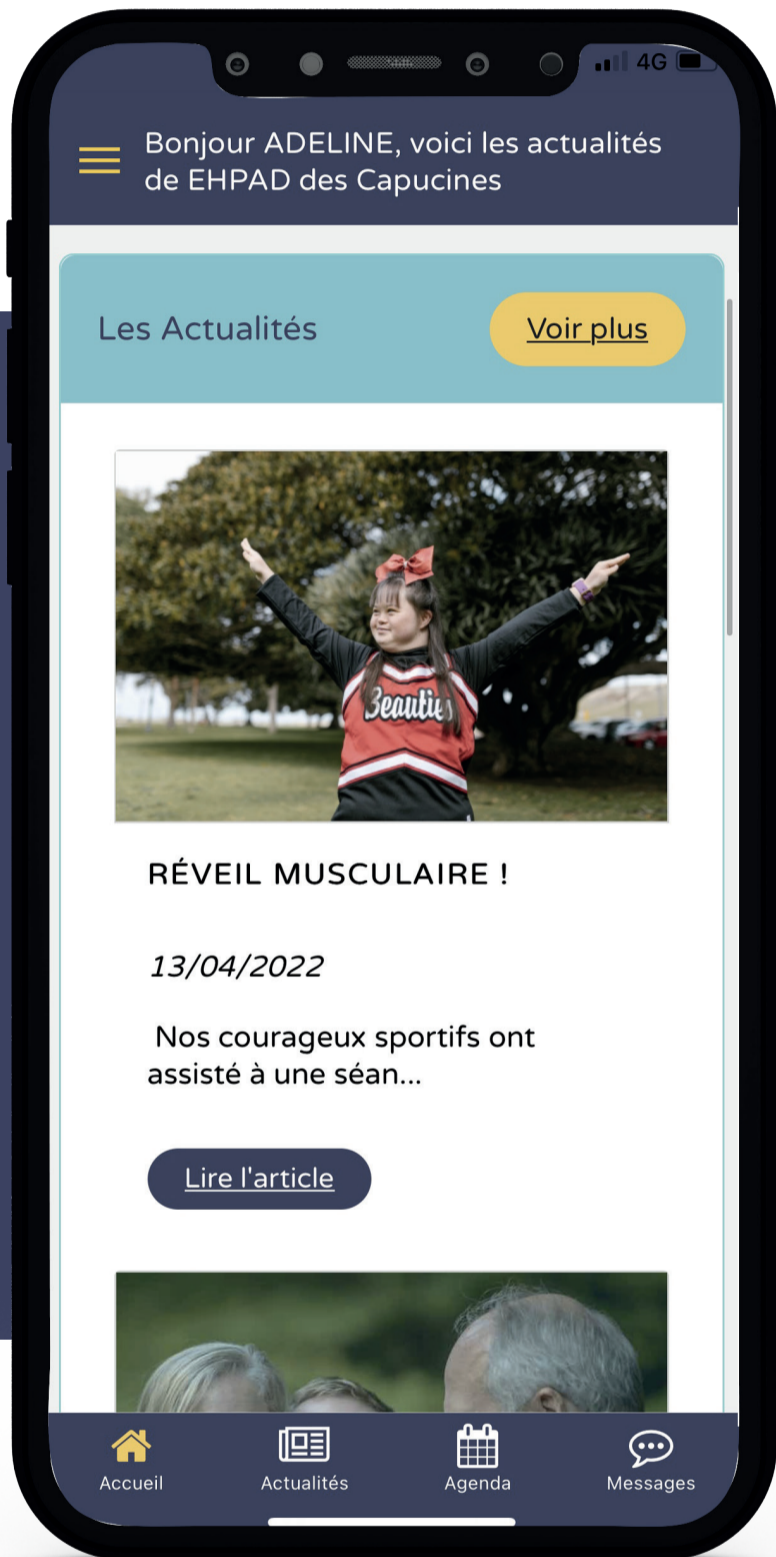 4G
Bonjour ADELINE, voici les actualités
de EHPAD des Capucines
Les Actualités
Voir plus
Beauties
RÉVEIL MUSCULAIRE !
13/04/2022
Nos courageux sportifs ont
assisté à une séan...
Lire l'article
Accueil
Actualités
Agenda
Messages